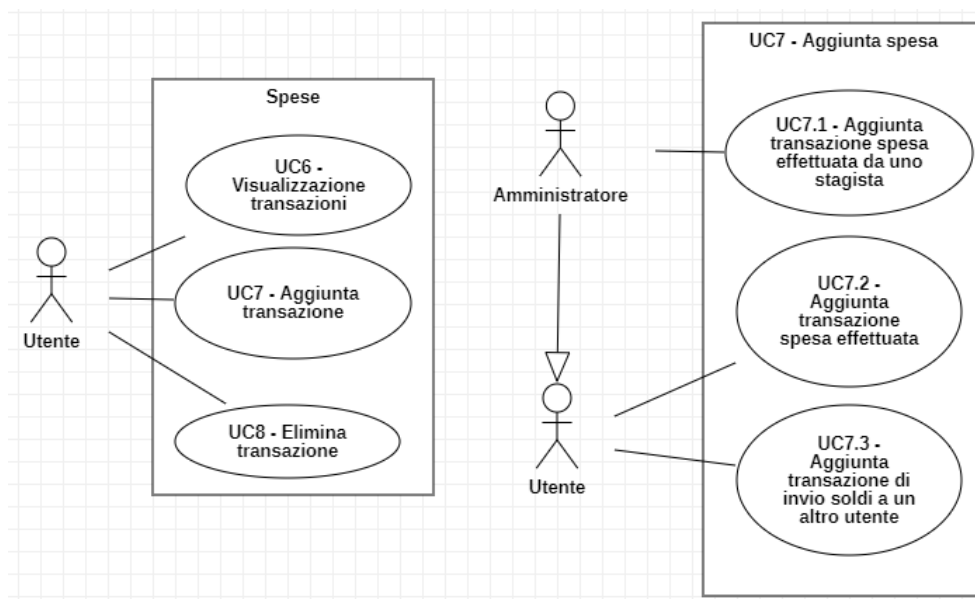 Spese
UC6 -
Visualizzazione
transazioni
UC7 - Aggiunta
transazione
UC8 - Elimina
transazione
Utente
Amministratore
Utente
UC7 - Aggiunta spesa
UC7.1 - Aggiunta
transazione spesa
effettuata da uno
stagista
UC7.2 -
Aggiunta
transazione
spesa effettuata
UC7.3 -
Aggiunta
transazione di
invio soldi a un
altro utente